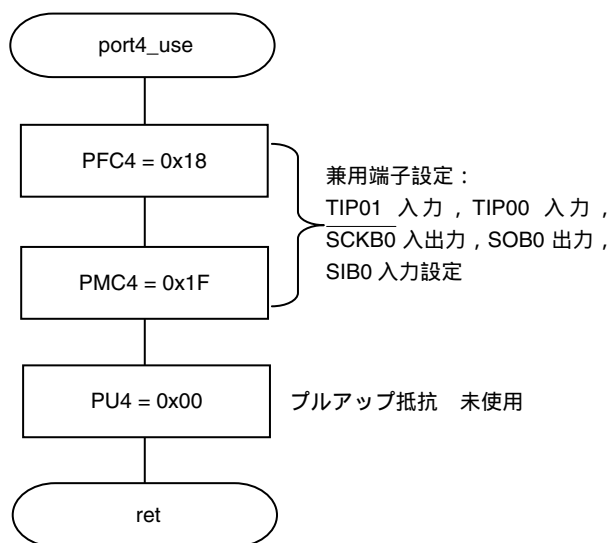 port4_use
PFC4 = 0x18
兼用端子設定：
TIP01 入力，TIP00 入力，
SCKB0 入出力，SOB0 出力，
SIB0 入力設定
PMC4 = 0x1F
PU4 = 0x00
プルアップ抵抗　未使用
ret